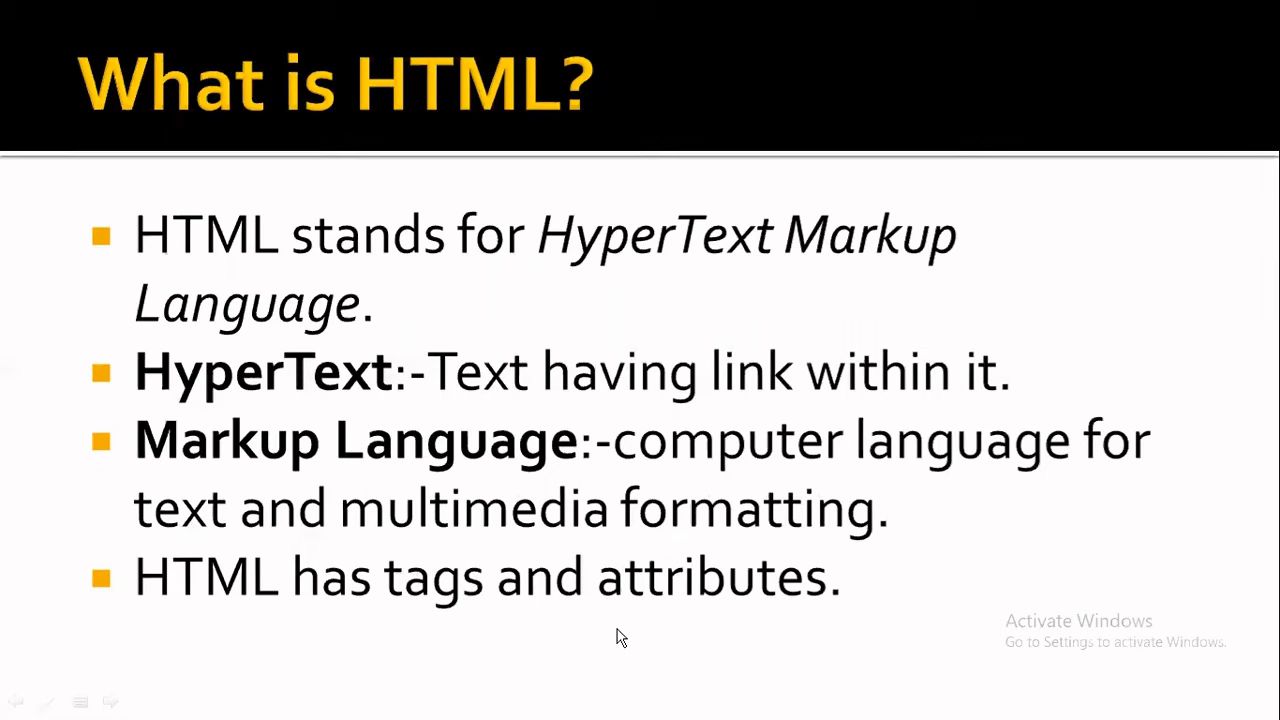 What is HTML?
HTML stands for HyperText Markup
Language.
HyperText:-Text having link within it.
Markup Language:-computer language for
text and multimedia formatting.
HTML has tags and attributes.
Activate Windows
Go to Settings to activate Windows.